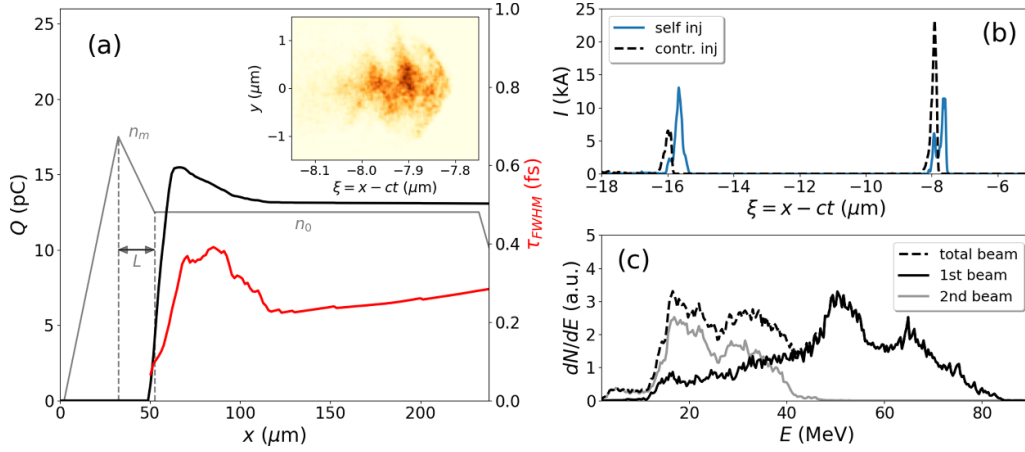 (a)
Q (pC)
25
20
15
10
5
0
0
50
100
150
200
x (μm)
n_m
L
n_0
1.0
0.8
0.6
0.4
0.2
0.0
τ_FWHM (fs)
y (μm)
1
0
−1
−8.1
−8.0
−7.9
−7.8
ξ = x − ct (μm)
(b)
self inj
contr. inj
I (kA)
25
20
15
10
5
0
−18
−16
−14
−12
−10
−8
−6
ξ = x − ct (μm)
(c)
total beam
1st beam
2nd beam
dN/dE (a.u.)
5
4
3
2
1
0
20
40
60
80
E (MeV)